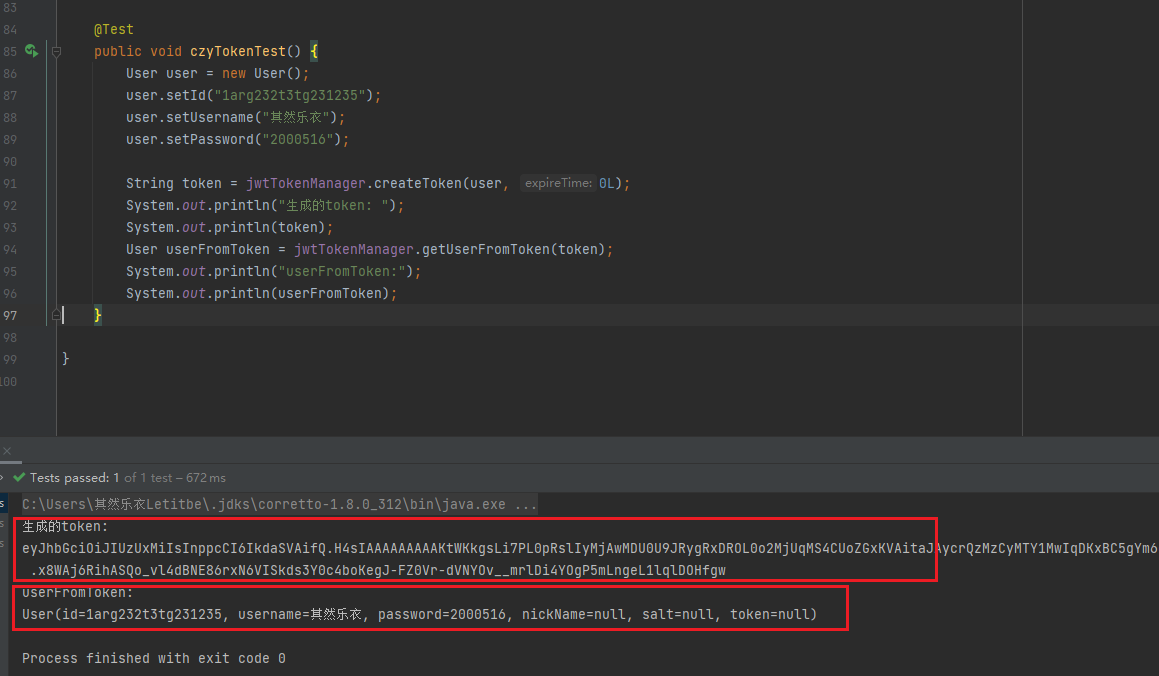 83
84 @Test
85 public void czyTokenTest() {
86 User user = new User();
87 user.setId("1arg232t3tg231235");
88 user.setUsername("其然乐衣");
89 user.setPassword("2000516");
90
91 String token = jwtTokenManager.createToken(user, expireTime: 0L);
92 System.out.println("生成的token: ");
93 System.out.println(token);
94 User userFromToken = jwtTokenManager.getUserFromToken(token);
95 System.out.println("userFromToken:");
96 System.out.println(userFromToken);
97 }
98
99 }
100
Tests passed: 1 of 1 test – 672 ms
C:\Users\其然乐衣Letitbe\.jdks\corretto-1.8.0_312\bin\java.exe ...
生成的token:
eyJhbGciOiJIUzUxMiIsInppcCI6IkdaSVAifQ.H4sIAAAAAAAAAKtWKkgsLi7PL0pRslIyMjAwMDU0U9JRygRxDROL0o2MjUqMS4CUoZGxKVAitaJAycrQzMzCyMTY1MwIqDKxBC5gYm6
.x8WAj6RihASQo_vl4dBNE86rxN6VISkds3Y0c4boKegJ-FZ0Vr-dVNYOv__mrlDi4YOgP5mLngeL1lqlDOHfgw
userFromToken:
User(id=1arg232t3tg231235, username=其然乐衣, password=2000516, nickName=null, salt=null, token=null)
Process finished with exit code 0